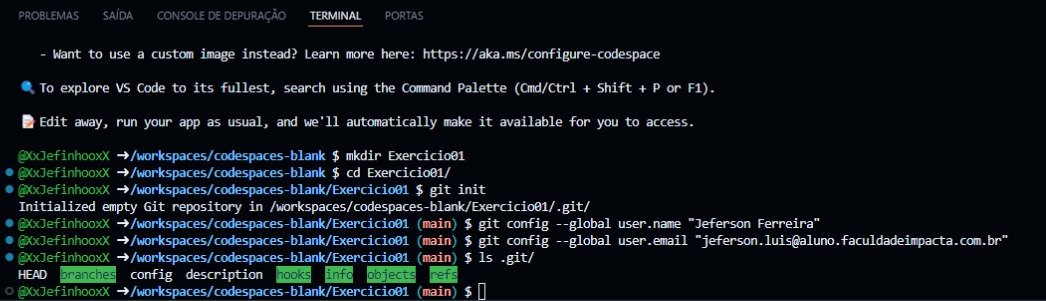 PROBLEMAS SAÍDA CONSOLE DE DEPURAÇÃO TERMINAL PORTAS
- Want to use a custom image instead? Learn more here: https://aka.ms/configure-codespace
🔍 To explore VS Code to its fullest, search using the Command Palette (Cmd/Ctrl + Shift + P or F1).
📝 Edit away, run your app as usual, and we'll automatically make it available for you to access.
@XxJefinhooxX ➜/workspaces/codespaces-blank $ mkdir Exercicio01
@XxJefinhooxX ➜/workspaces/codespaces-blank $ cd Exercicio01/
@XxJefinhooxX ➜/workspaces/codespaces-blank/Exercicio01 $ git init
Initialized empty Git repository in /workspaces/codespaces-blank/Exercicio01/.git/
@XxJefinhooxX ➜/workspaces/codespaces-blank/Exercicio01 (main) $ git config --global user.name "Jeferson Ferreira"
@XxJefinhooxX ➜/workspaces/codespaces-blank/Exercicio01 (main) $ git config --global user.email "jeferson.luis@aluno.faculdadeimpacta.com.br"
@XxJefinhooxX ➜/workspaces/codespaces-blank/Exercicio01 (main) $ ls .git/
HEAD branches config description hooks info objects refs
@XxJefinhooxX ➜/workspaces/codespaces-blank/Exercicio01 (main) $